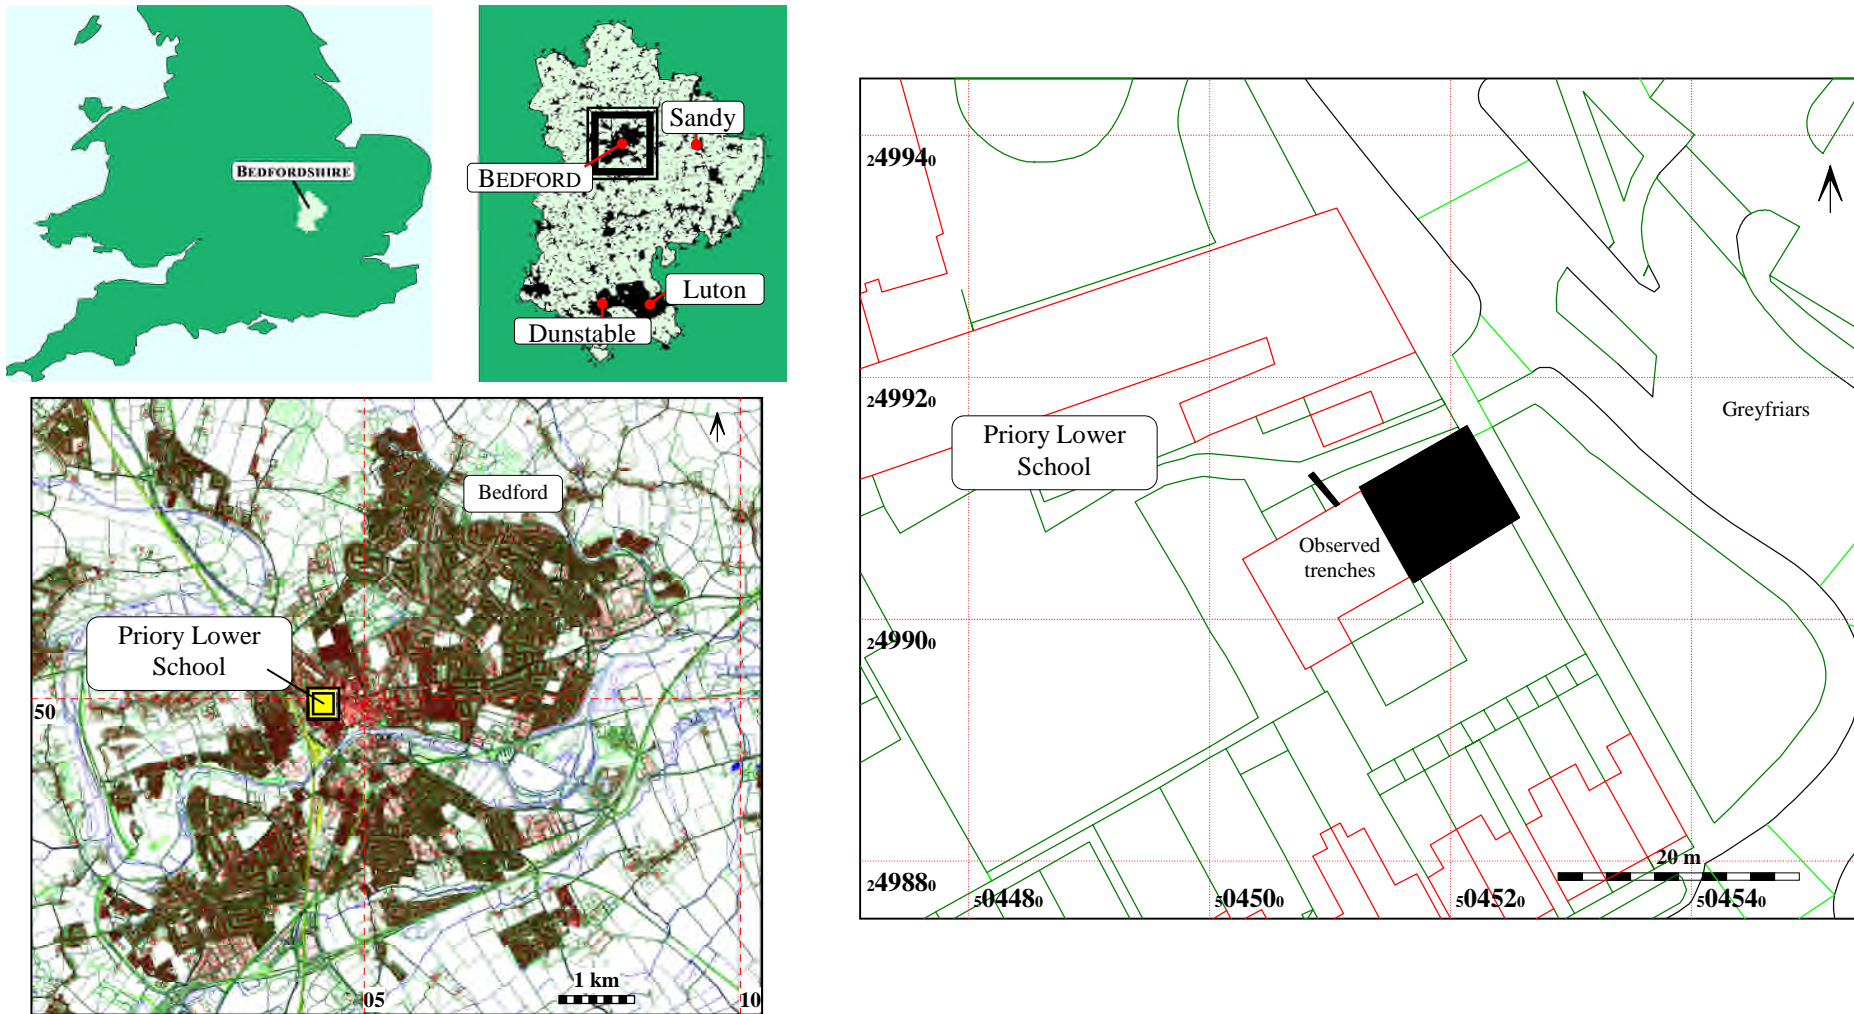 BEDFORDSHIRE
Sandy
BEDFORD
Luton
Dunstable
Bedford
Priory Lower
School
50
1 km
05
10
249940
249920
Greyfriars
Priory Lower
School
Observed
trenches
249900
20 m
249880
504480
504500
504520
504540